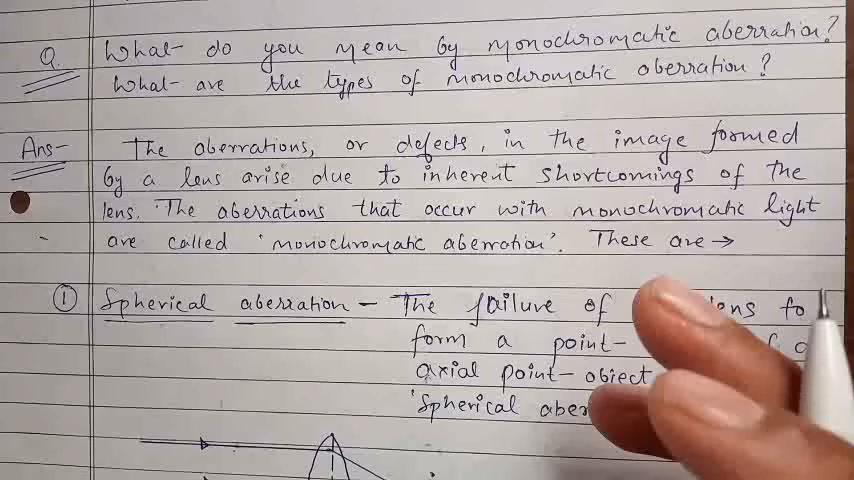 Q. What do you mean by monochromatic aberration?
What are the types of monochromatic aberration?
Ans- The aberrations, or defects, in the image formed
by a lens arise due to inherent shortcomings of the
lens. The aberrations that occur with monochromatic light
are called 'monochromatic aberration'. These are →
① Spherical aberration - The failure of lens to
form a point-
axial point-object
'Spherical